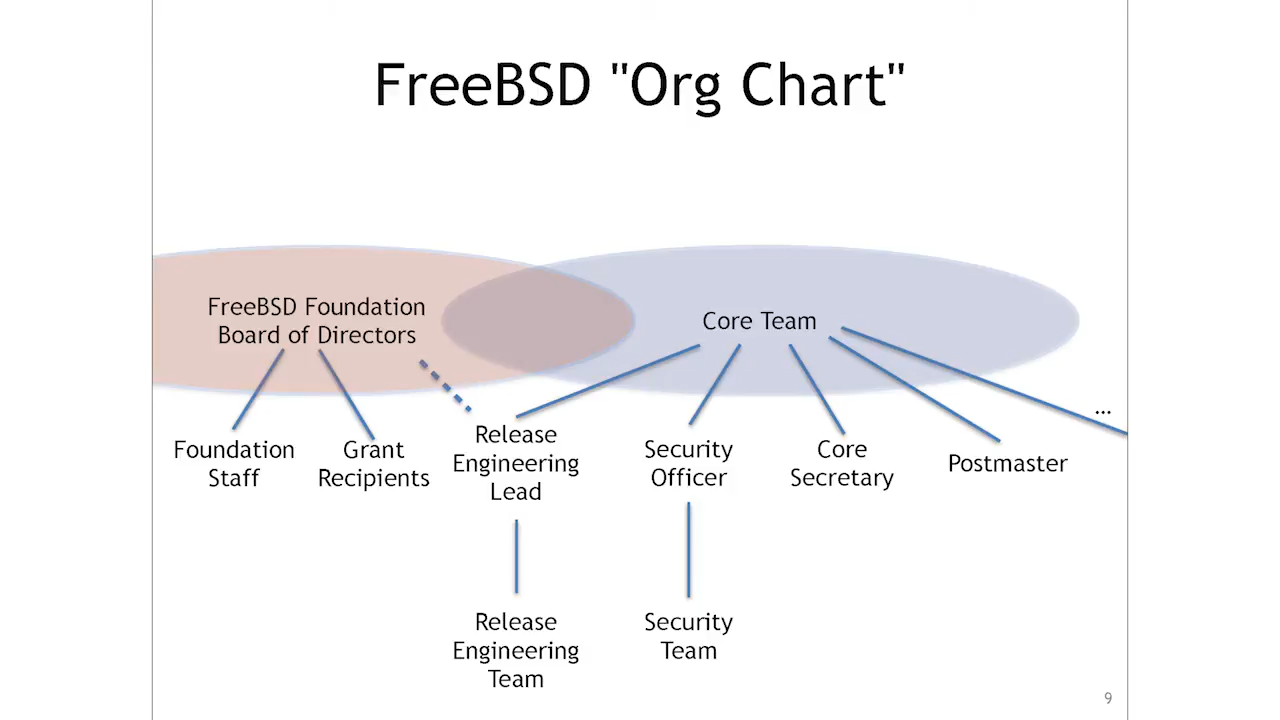 FreeBSD "Org Chart"
FreeBSD Foundation
Board of Directors
Core Team
...
Foundation
Staff
Grant
Recipients
Release
Engineering
Lead
Security
Officer
Core
Secretary
Postmaster
Release
Engineering
Team
Security
Team
9